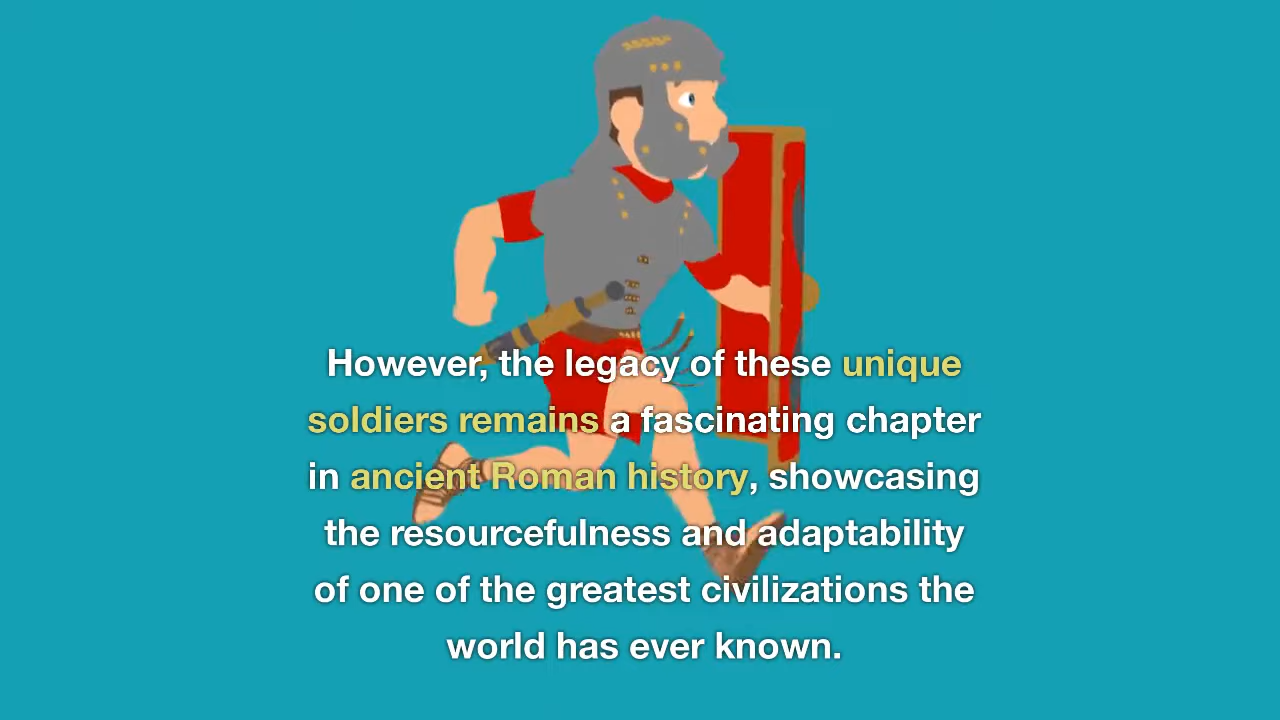 However, the legacy of these unique
soldiers remains a fascinating chapter
in ancient Roman history, showcasing
the resourcefulness and adaptability
of one of the greatest civilizations the
world has ever known.